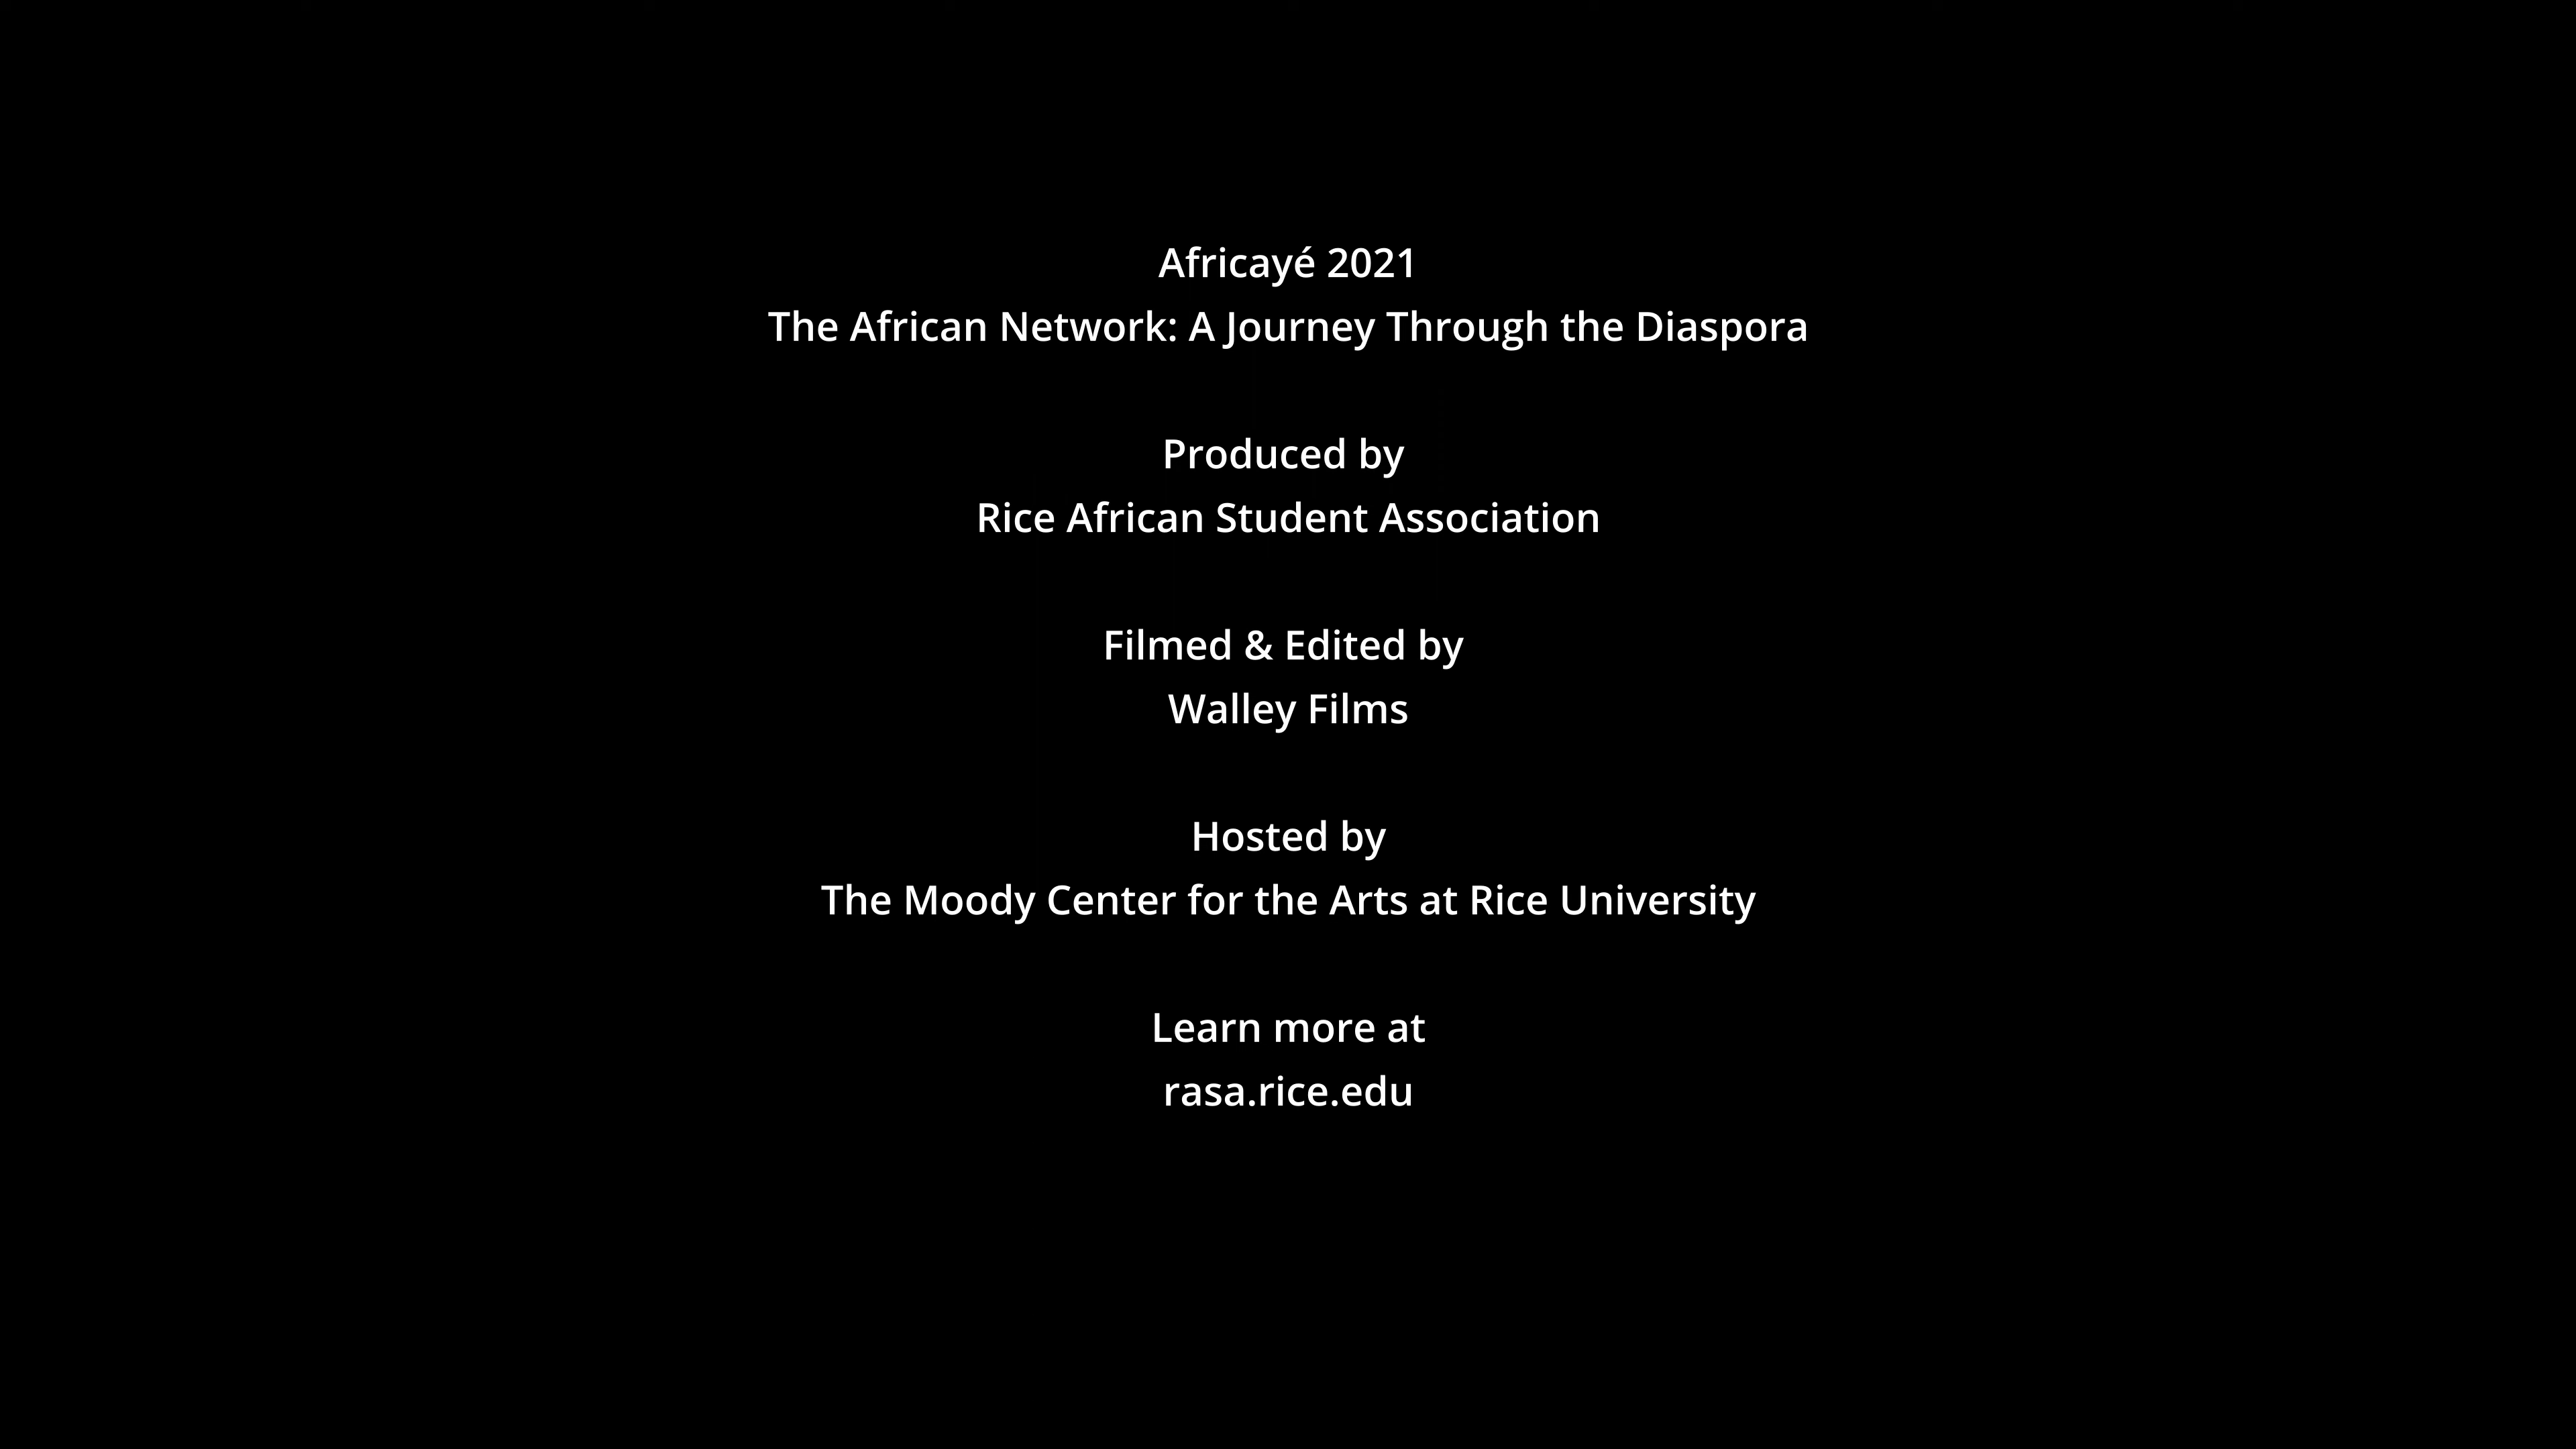 Africayé 2021
The African Network: A Journey Through the Diaspora
Produced by
Rice African Student Association
Filmed & Edited by
Walley Films
Hosted by
The Moody Center for the Arts at Rice University
Learn more at
rasa.rice.edu